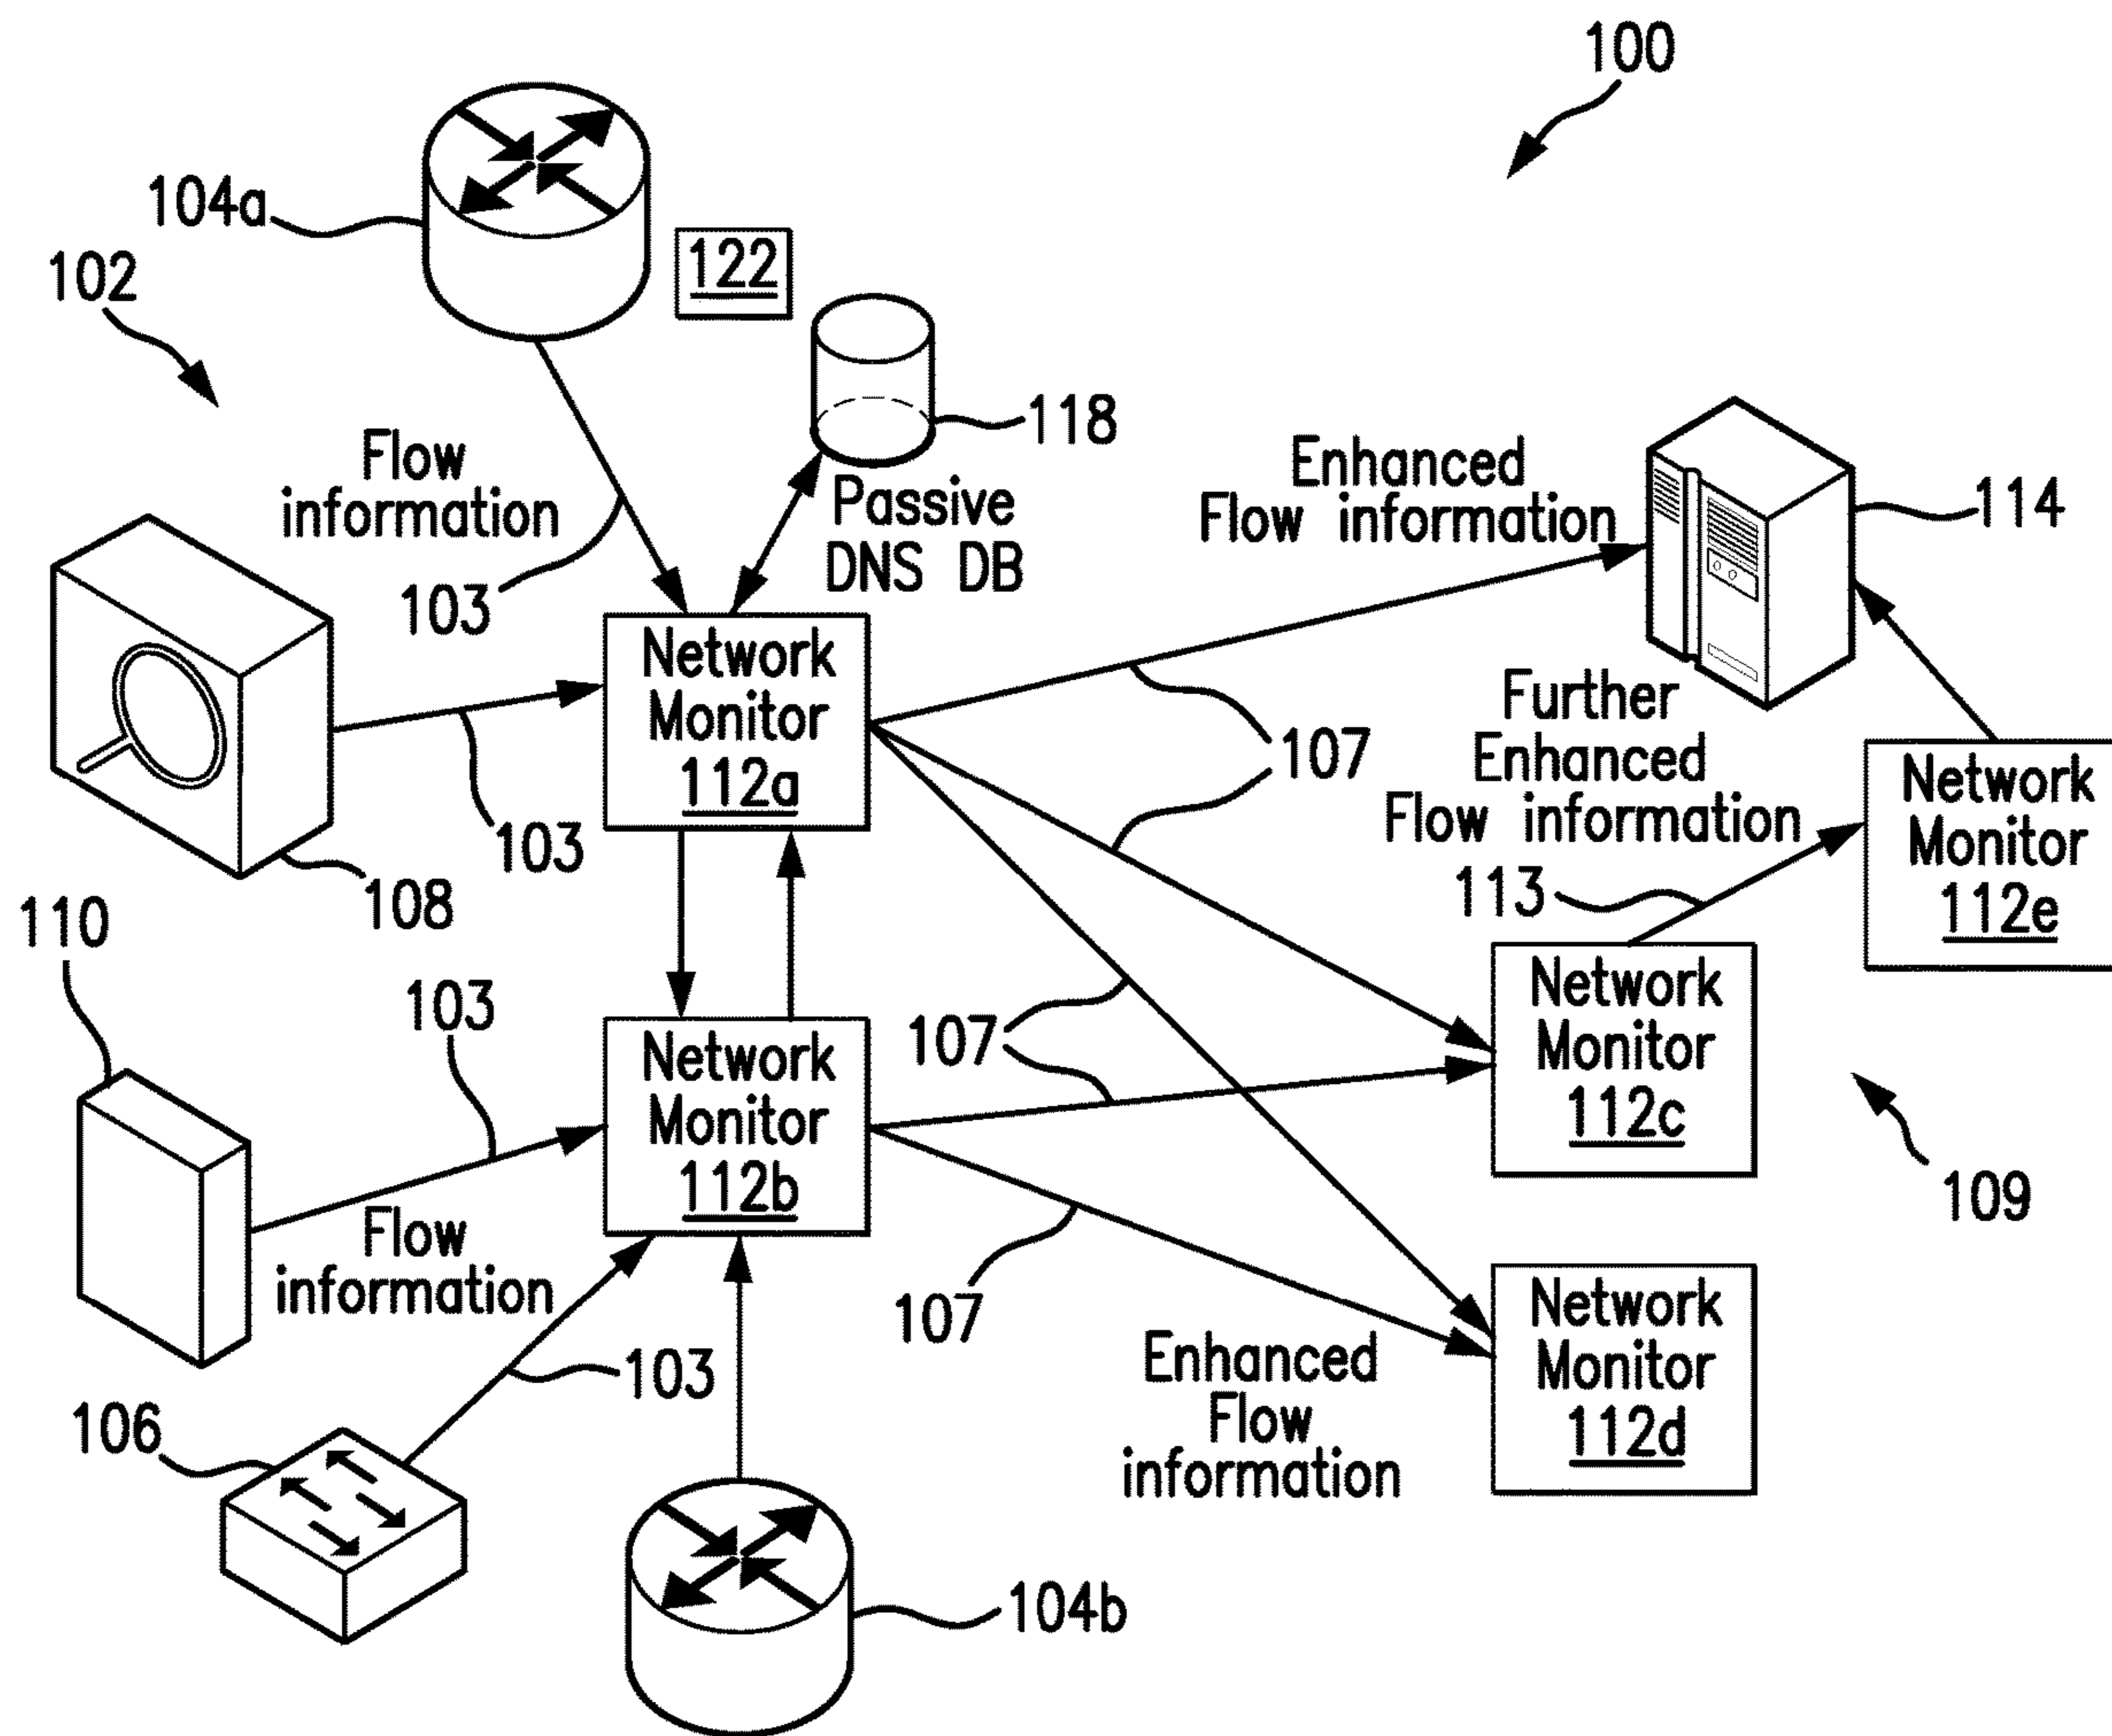 100
104a
122
102
118
Flow
information
Passive
DNS DB
103
Enhanced
Flow information
114
Network
Monitor
112a
103
108
107
Further
Enhanced
Flow information
113
Network
Monitor
112e
110
103
107
Network
Monitor
112b
Network
Monitor
112c
109
Flow
information
107
103
106
Enhanced
Flow
information
Network
Monitor
112d
104b